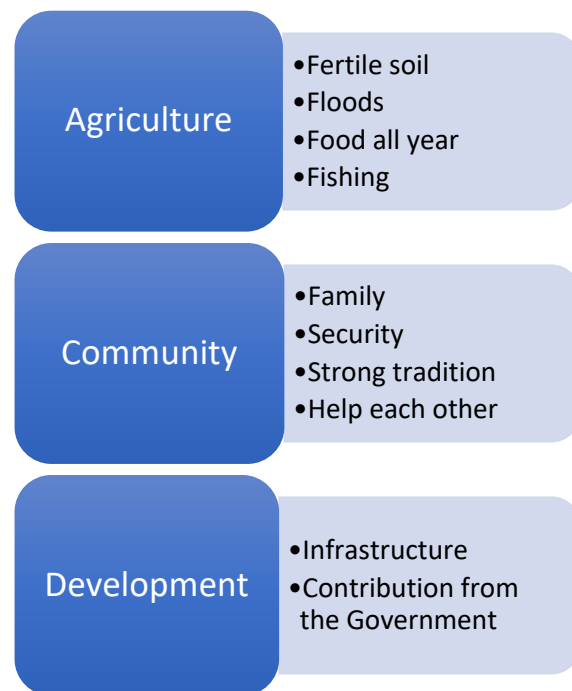 Agriculture
•Fertile soil
•Floods
•Food all year
•Fishing
Community
•Family
•Security
•Strong tradition
•Help each other
Development
•Infrastructure
•Contribution from
the Government